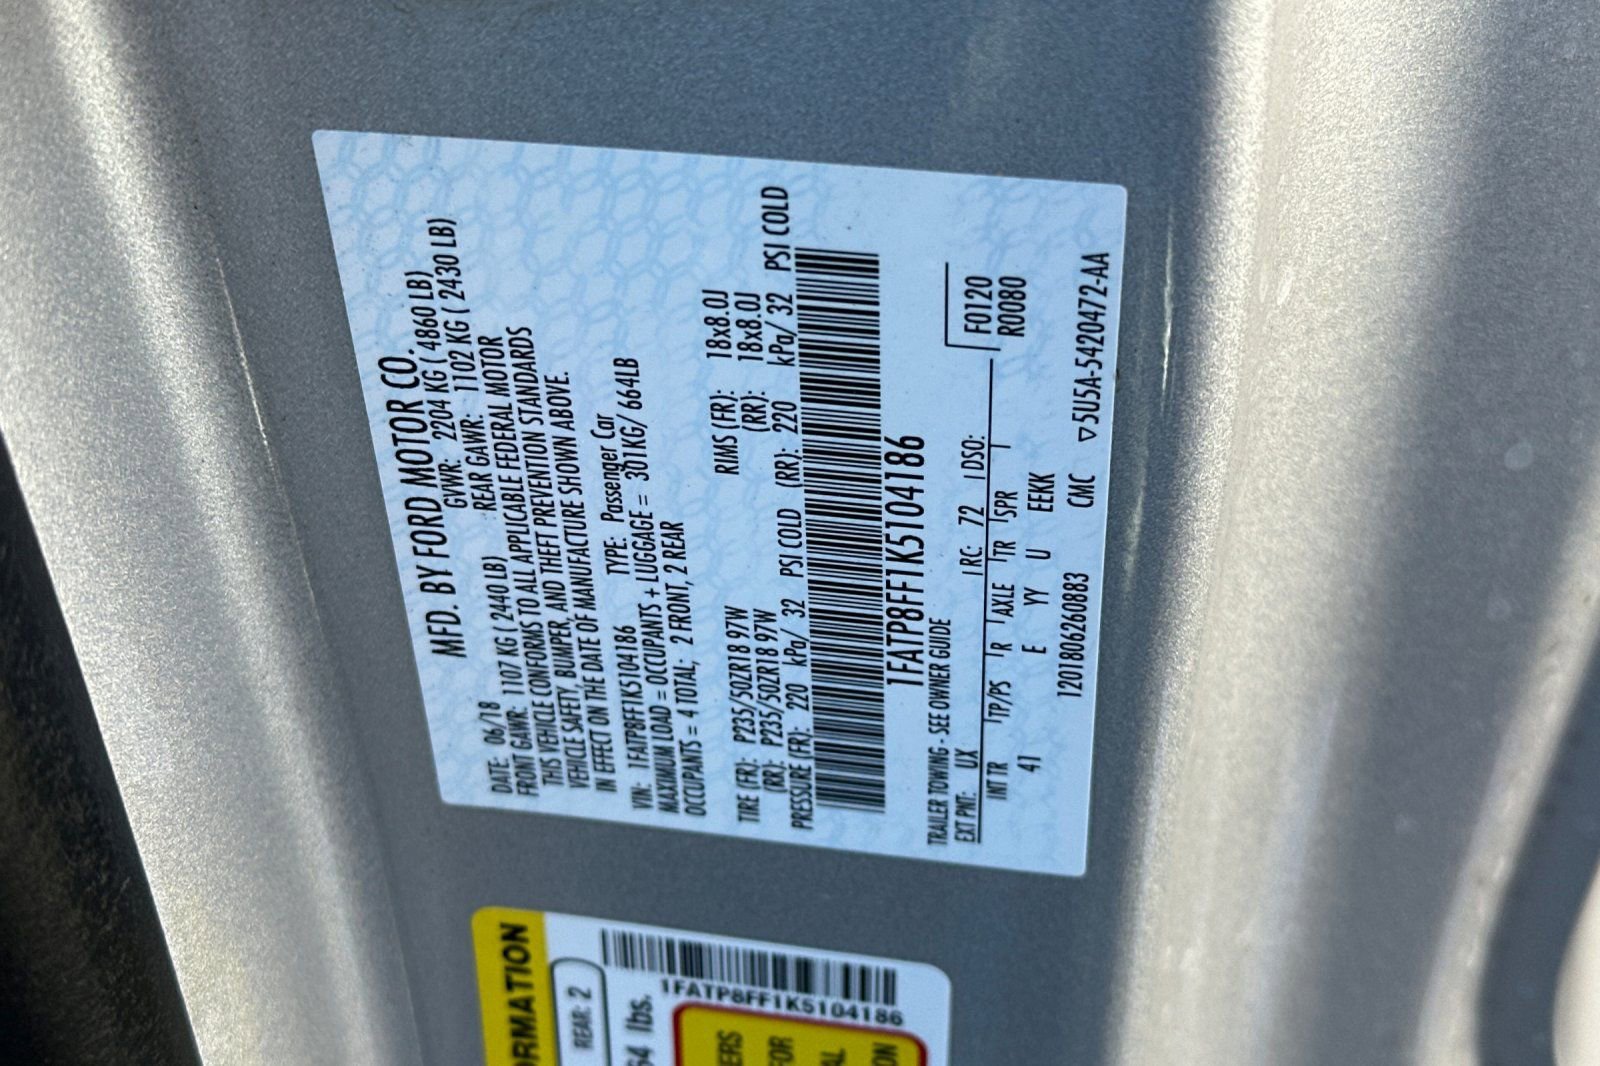 MFD. BY FORD MOTOR CO.
DATE: 06/18 GVWR: 2204 KG ( 4860 LB)
FRONT GAWR: 1107 KG ( 2440 LB) REAR GAWR: 1102 KG ( 2430 LB)
THIS VEHICLE CONFORMS TO ALL APPLICABLE FEDERAL MOTOR
VEHICLE SAFETY, BUMPER, AND THEFT PREVENTION STANDARDS
IN EFFECT ON THE DATE OF MANUFACTURE SHOWN ABOVE.
VIN: 1FATP8FF1K5104186 TYPE: Passenger Car
MAXIMUM LOAD = OCCUPANTS + LUGGAGE = 301KG/ 664LB
OCCUPANTS = 4 TOTAL; 2 FRONT, 2 REAR
TIRE (FR): P235/50ZR18 97W RIMS (FR): 18x8.0J
(RR): P235/50ZR18 97W (RR): 18x8.0J
PRESSURE (FR): 220 kPa/ 32 PSI COLD (RR): 220 kPa/ 32 PSI COLD
1FATP8FF1K5104186
TRAILER TOWING - SEE OWNER GUIDE
EXT PNT: UX RC: 72 DSO: F0120
INT TR TP/PS R AXLE TR SPR R0080
41 E YY U EEKK
1201806260883 CMC ▽5U5A-5420472-AA
ORMATION
REAR: 2
64 lbs.
1FATP8FF1K5104186
ERS
FOR
AL
ON